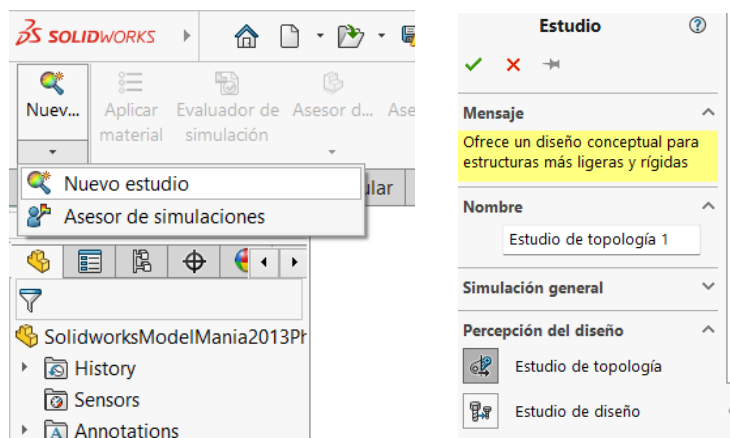 SOLIDWORKS
Nuev...
Aplicar material
Evaluador de simulación
Asesor d...
Ase
Nuevo estudio
ular
Asesor de simulaciones
SolidworksModelMania2013Ph
History
Sensors
Annotations
Estudio
Mensaje
Ofrece un diseño conceptual para
estructuras más ligeras y rígidas
Nombre
Estudio de topología 1
Simulación general
Percepción del diseño
Estudio de topología
Estudio de diseño